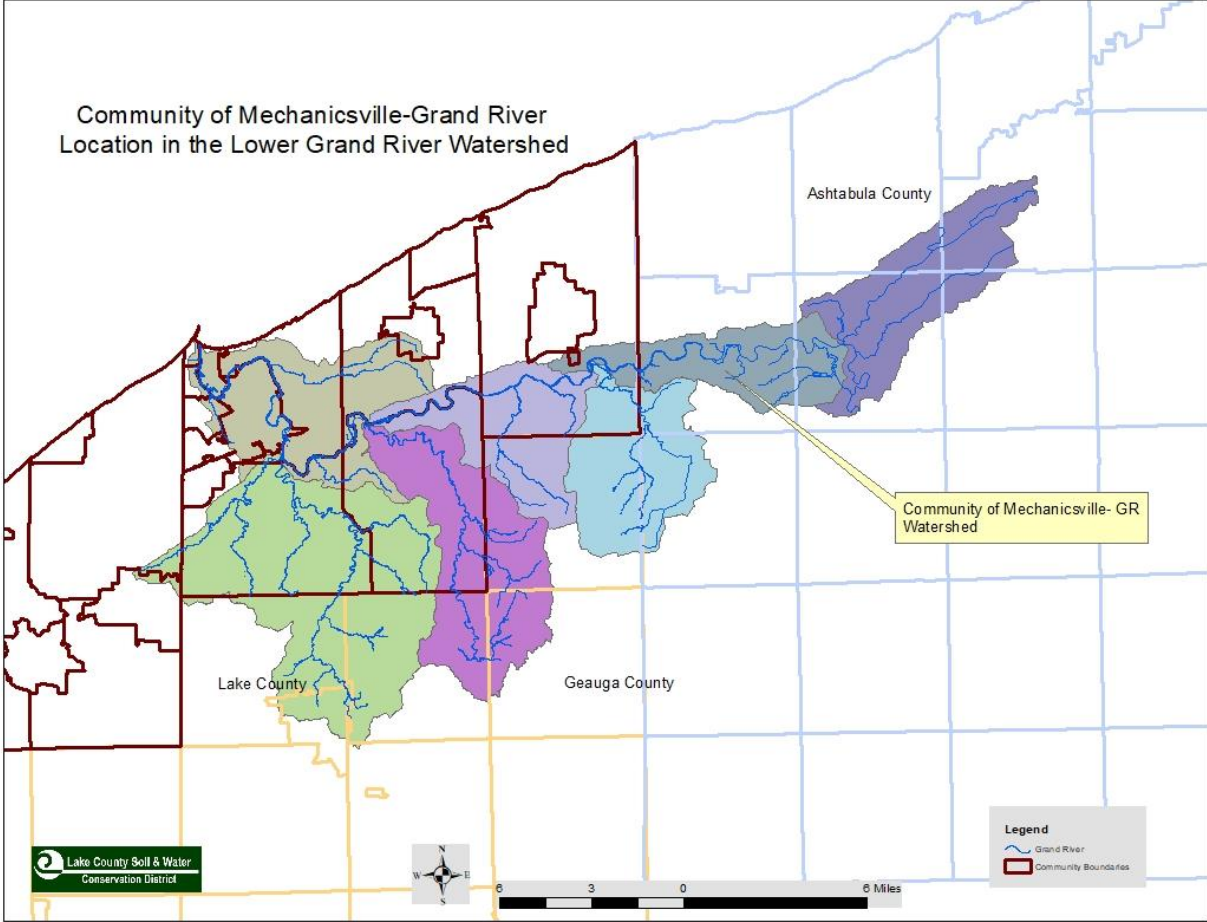 Community of Mechanicsville-Grand River
Location in the Lower Grand River Watershed
Ashtabula County
Community of Mechanicsville- GR
Watershed
Lake County
Geauga County
Legend
Grand River
Community Boundaries
Lake County Soil & Water
Conservation District
N
W
E
S
6 3 0 6 Miles